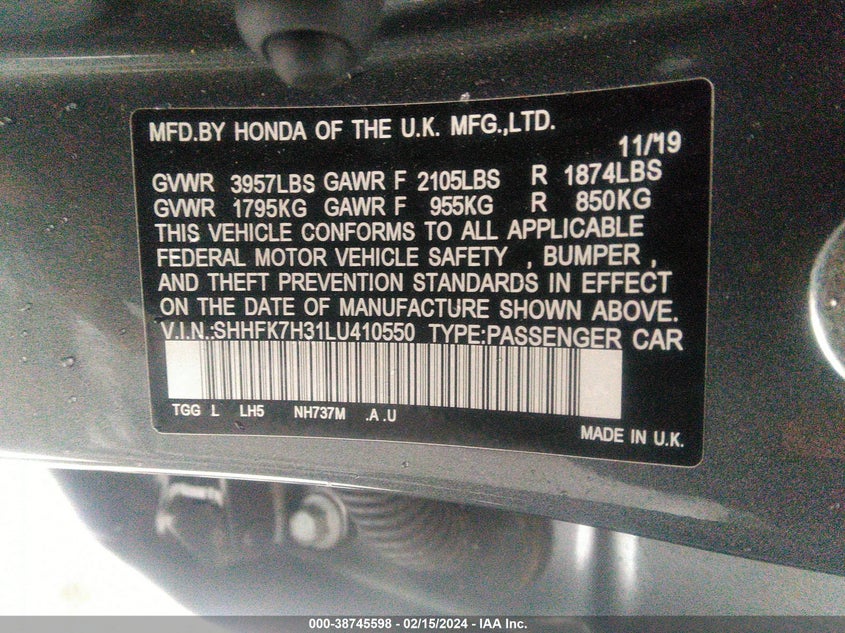 MFD.BY HONDA OF THE U.K. MFG.,LTD.
11/19
GVWR 3957LBS GAWR F 2105LBS R 1874LBS
GVWR 1795KG GAWR F 955KG R 850KG
THIS VEHICLE CONFORMS TO ALL APPLICABLE
FEDERAL MOTOR VEHICLE SAFETY , BUMPER ,
AND THEFT PREVENTION STANDARDS IN EFFECT
ON THE DATE OF MANUFACTURE SHOWN ABOVE.
V.I.N.:SHHFK7H31LU410550 TYPE:PASSENGER CAR
TGG L LH5 NH737M .A .U
MADE IN U.K.
000-38745598 - 02/15/2024 - IAA Inc.